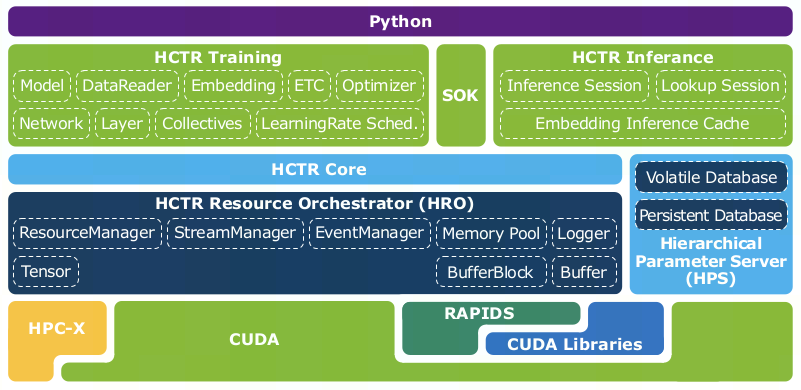 Python
HCTR Training
Model DataReader Embedding ETC Optimizer
Network Layer Collectives LearningRate Sched.
SOK
HCTR Inferance
Inference Session Lookup Session
Embedding Inference Cache
HCTR Core
HCTR Resource Orchestrator (HRO)
ResourceManager StreamManager EventManager Memory Pool Logger
Tensor BufferBlock Buffer
Volatile Database
Persistent Database
Hierarchical
Parameter Server
(HPS)
HPC-X
CUDA
RAPIDS
CUDA Libraries